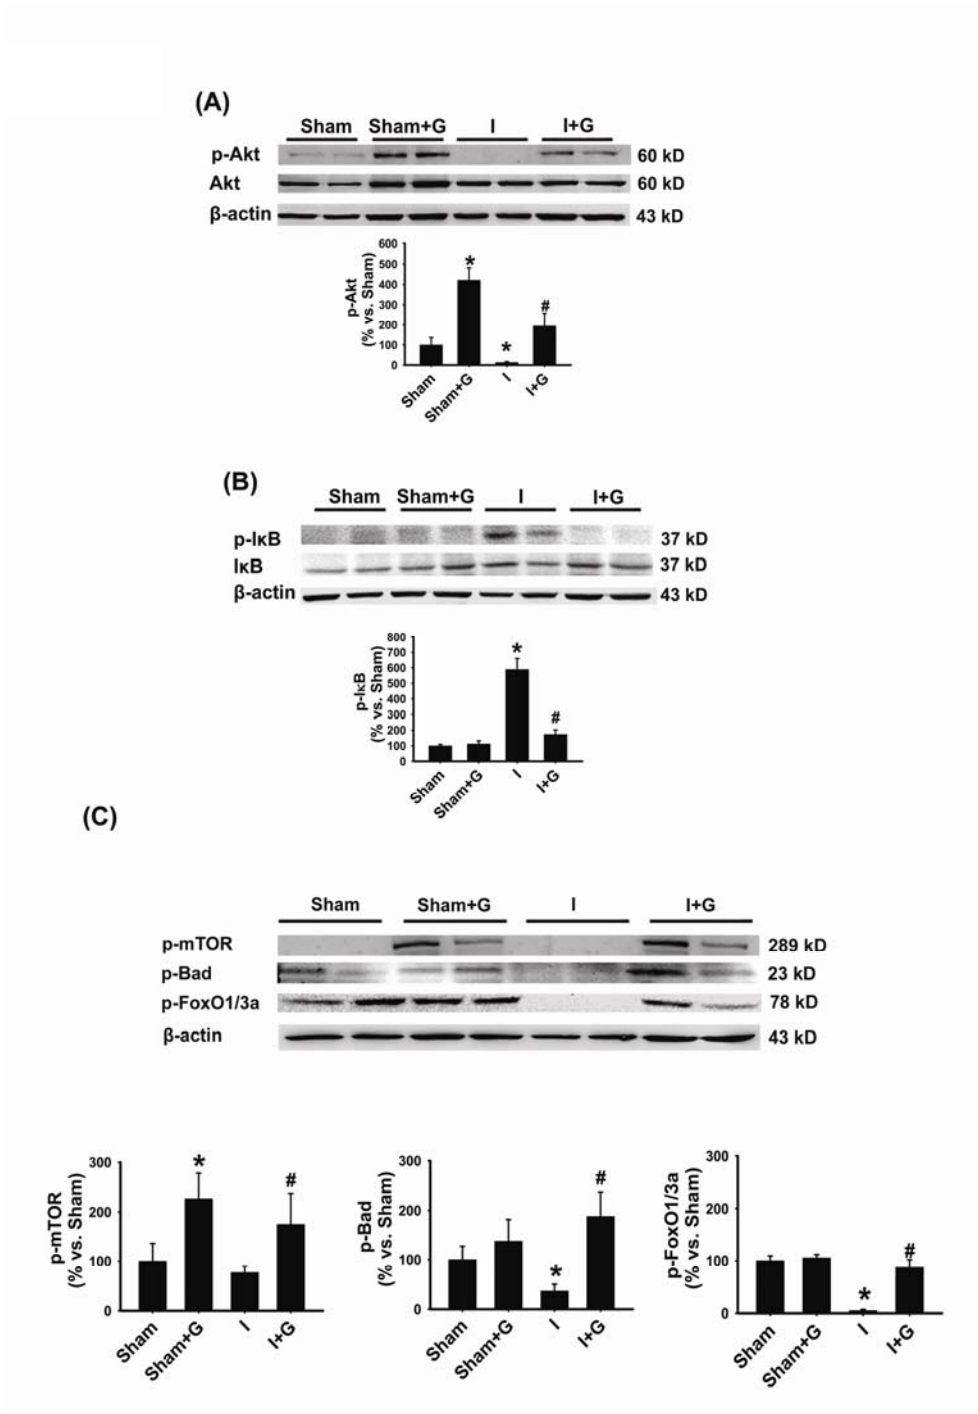 (A)
Sham Sham+G I I+G
p-Akt 60 kD
Akt 60 kD
β-actin 43 kD
600
500
400
300
200
100
0
p-Akt
(% vs. Sham)
* * #
Sham Sham+G I I+G
(B)
Sham Sham+G I I+G
p-IκB 37 kD
IκB 37 kD
β-actin 43 kD
800
700
600
500
400
300
200
100
0
p-IκB
(% vs. Sham)
* #
Sham Sham+G I I+G
(C)
Sham Sham+G I I+G
p-mTOR 289 kD
p-Bad 23 kD
p-FoxO1/3a 78 kD
β-actin 43 kD
300
200
100
0
p-mTOR
(% vs. Sham)
* #
Sham Sham+G I I+G
300
200
100
0
p-Bad
(% vs. Sham)
* #
Sham Sham+G I I+G
300
200
100
0
p-FoxO1/3a
(% vs. Sham)
* #
Sham Sham+G I I+G